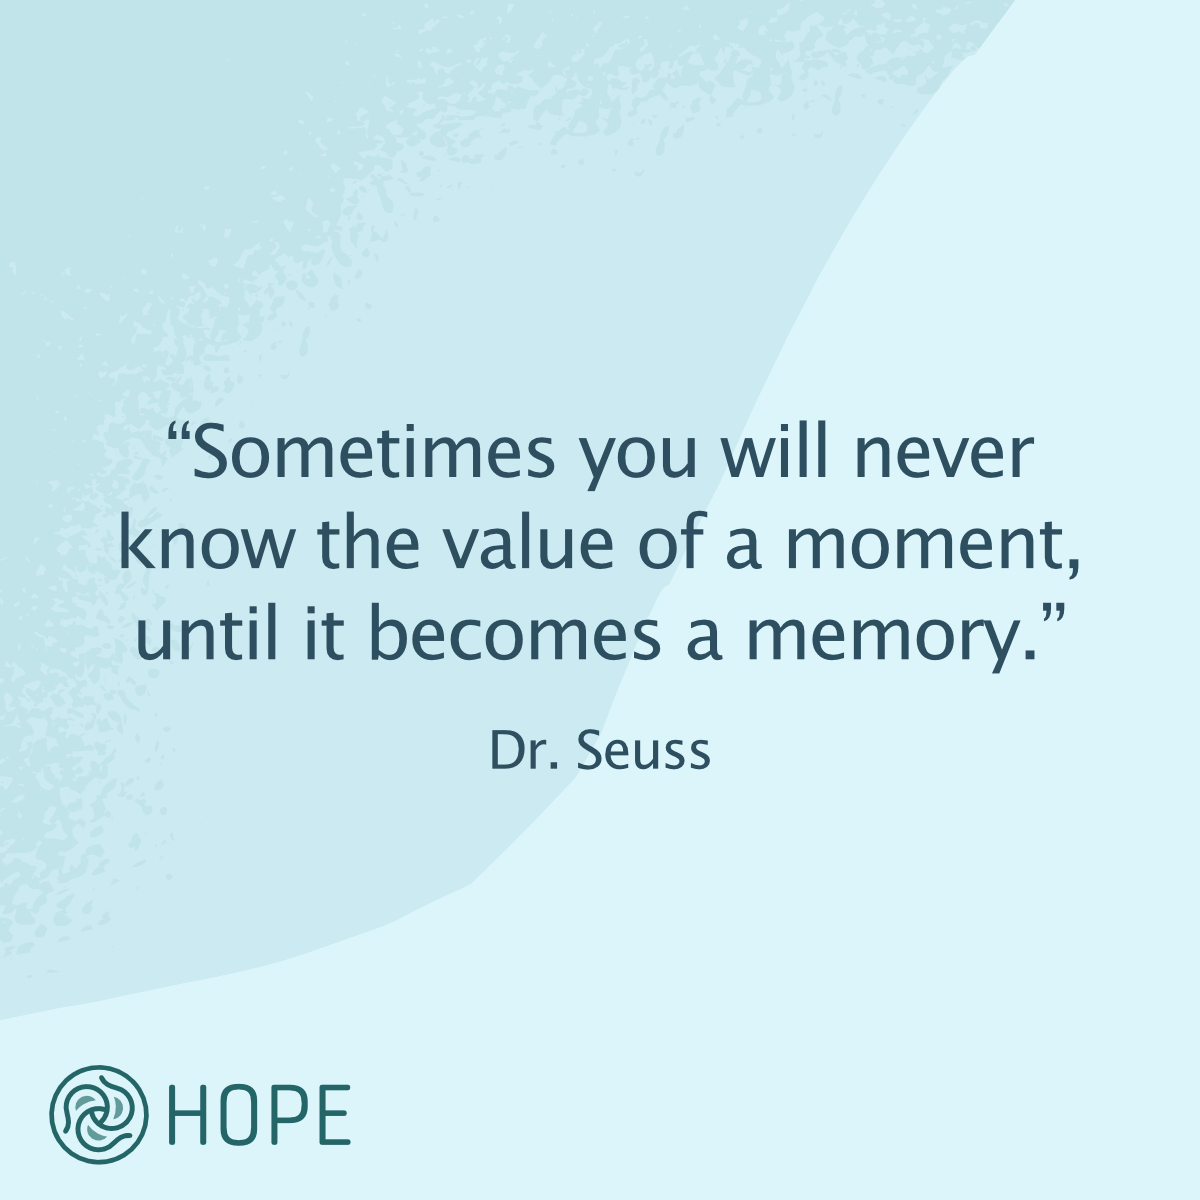 “Sometimes you will never
know the value of a moment,
until it becomes a memory.”
Dr. Seuss
HOPE